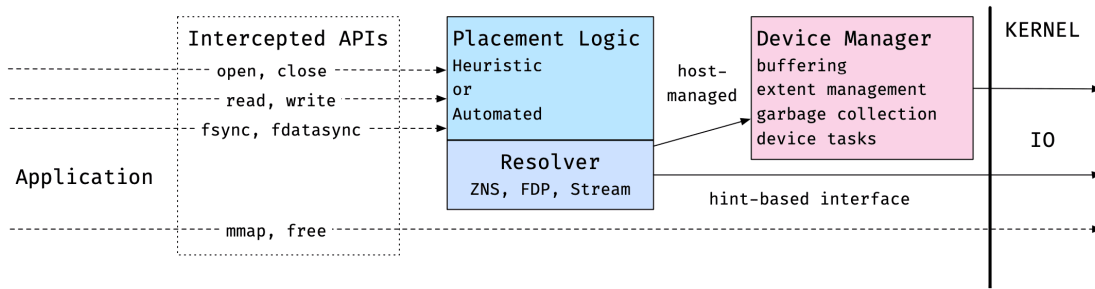 Intercepted APIs
open, close
read, write
fsync, fdatasync
Application
mmap, free
Placement Logic
Heuristic
or
Automated
Resolver
ZNS, FDP, Stream
host-
managed
Device Manager
buffering
extent management
garbage collection
device tasks
hint-based interface
KERNEL
IO